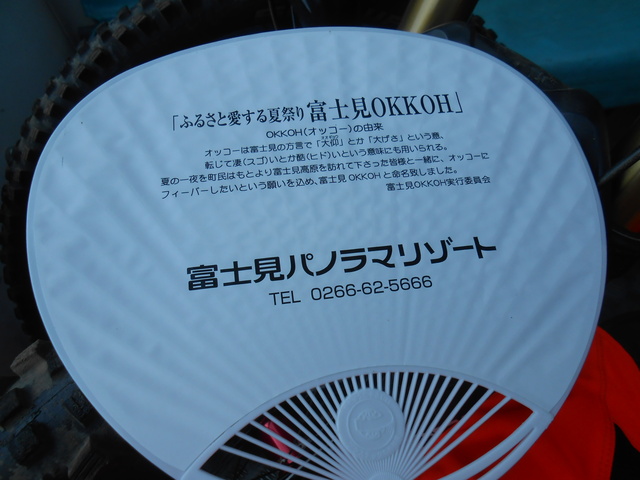 「ふるさと愛する夏祭り富士見OKKOH」
OKKOH(オッコー)の由来
オッコーは富士見の方言で「大仰」とか「大げさ」という意、
転じて凄(スゴ)いとか酷(ヒド)いという意味にも用いられる。
夏の一夜を町民はもとより富士見高原を訪れて下さった皆様と一緒に、オッコーに
フィーバーしたいという願いを込め、富士見OKKOHと命名致しました。
富士見OKKOH実行委員会
富士見パノラマリゾート
TEL 0266-62-5666